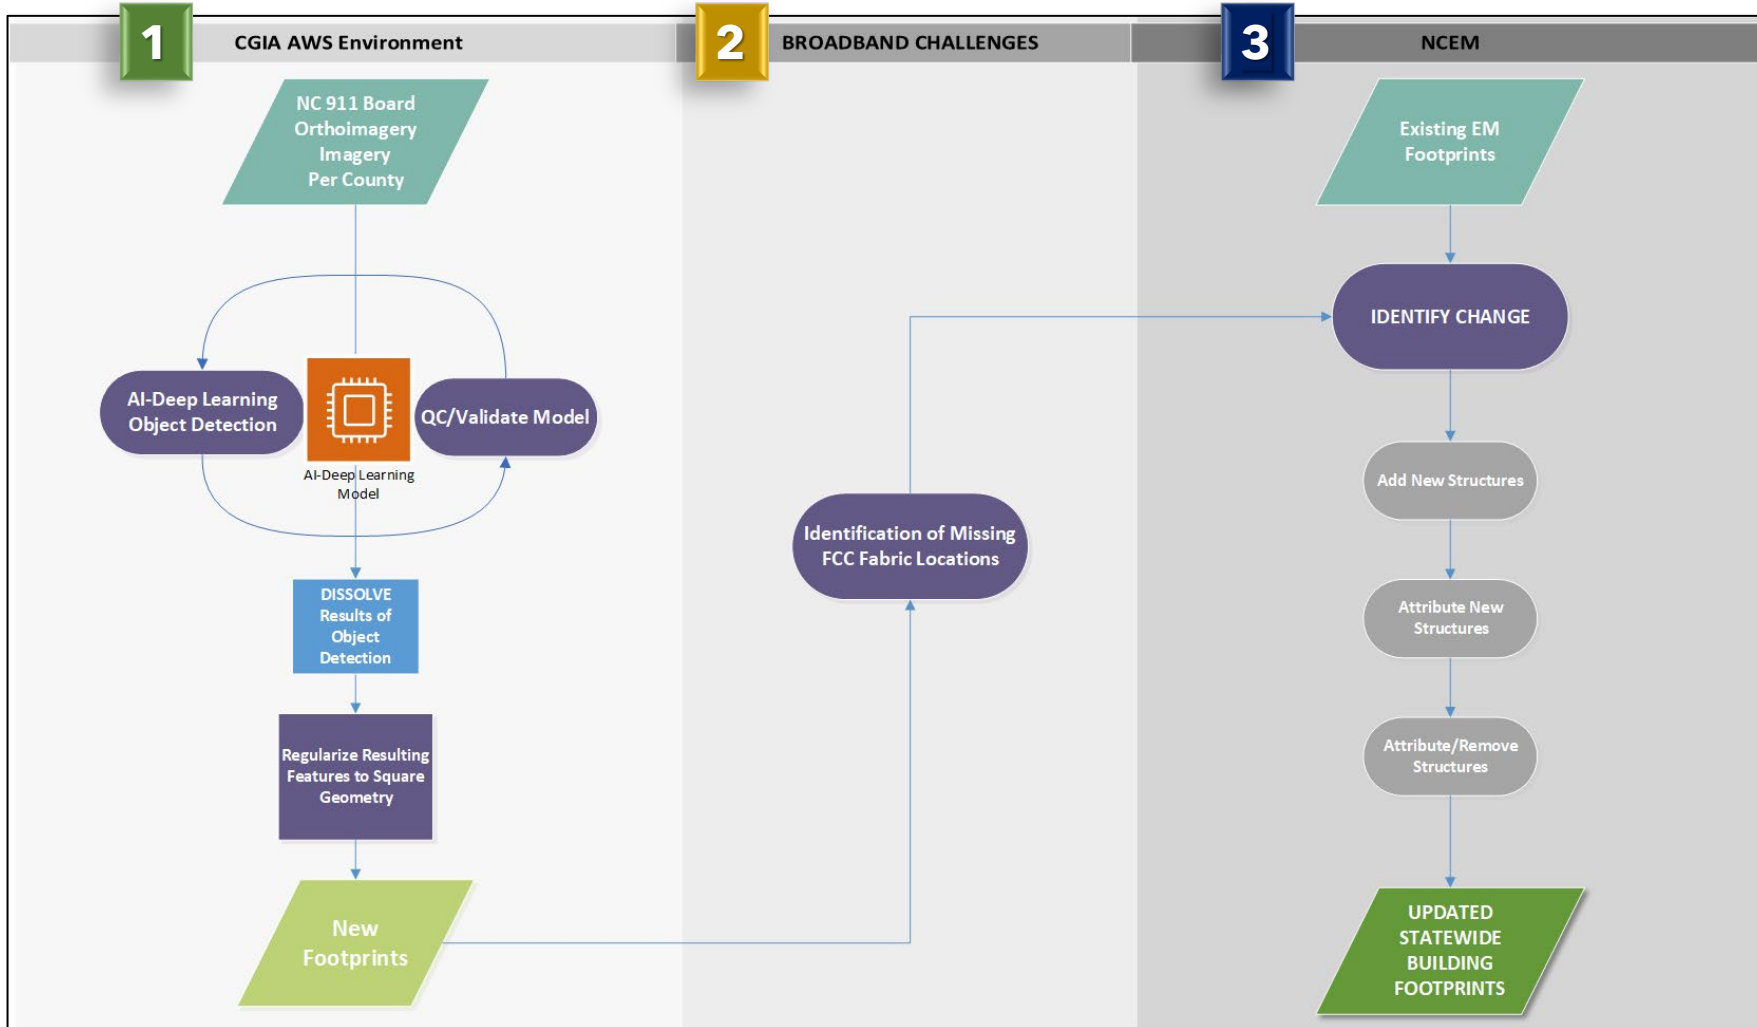 1
CGIA AWS Environment
2
BROADBAND CHALLENGES
3
NCEM
NC 911 Board
Orthoimagery
Imagery
Per County
AI-Deep Learning
Object Detection
AI-Deep Learning
Model
QC/Validate Model
DISSOLVE
Results of
Object
Detection
Regularize Resulting
Features to Square
Geometry
New
Footprints
Identification of Missing
FCC Fabric Locations
Existing EM
Footprints
IDENTIFY CHANGE
Add New Structures
Attribute New
Structures
Attribute/Remove
Structures
UPDATED
STATEWIDE
BUILDING
FOOTPRINTS